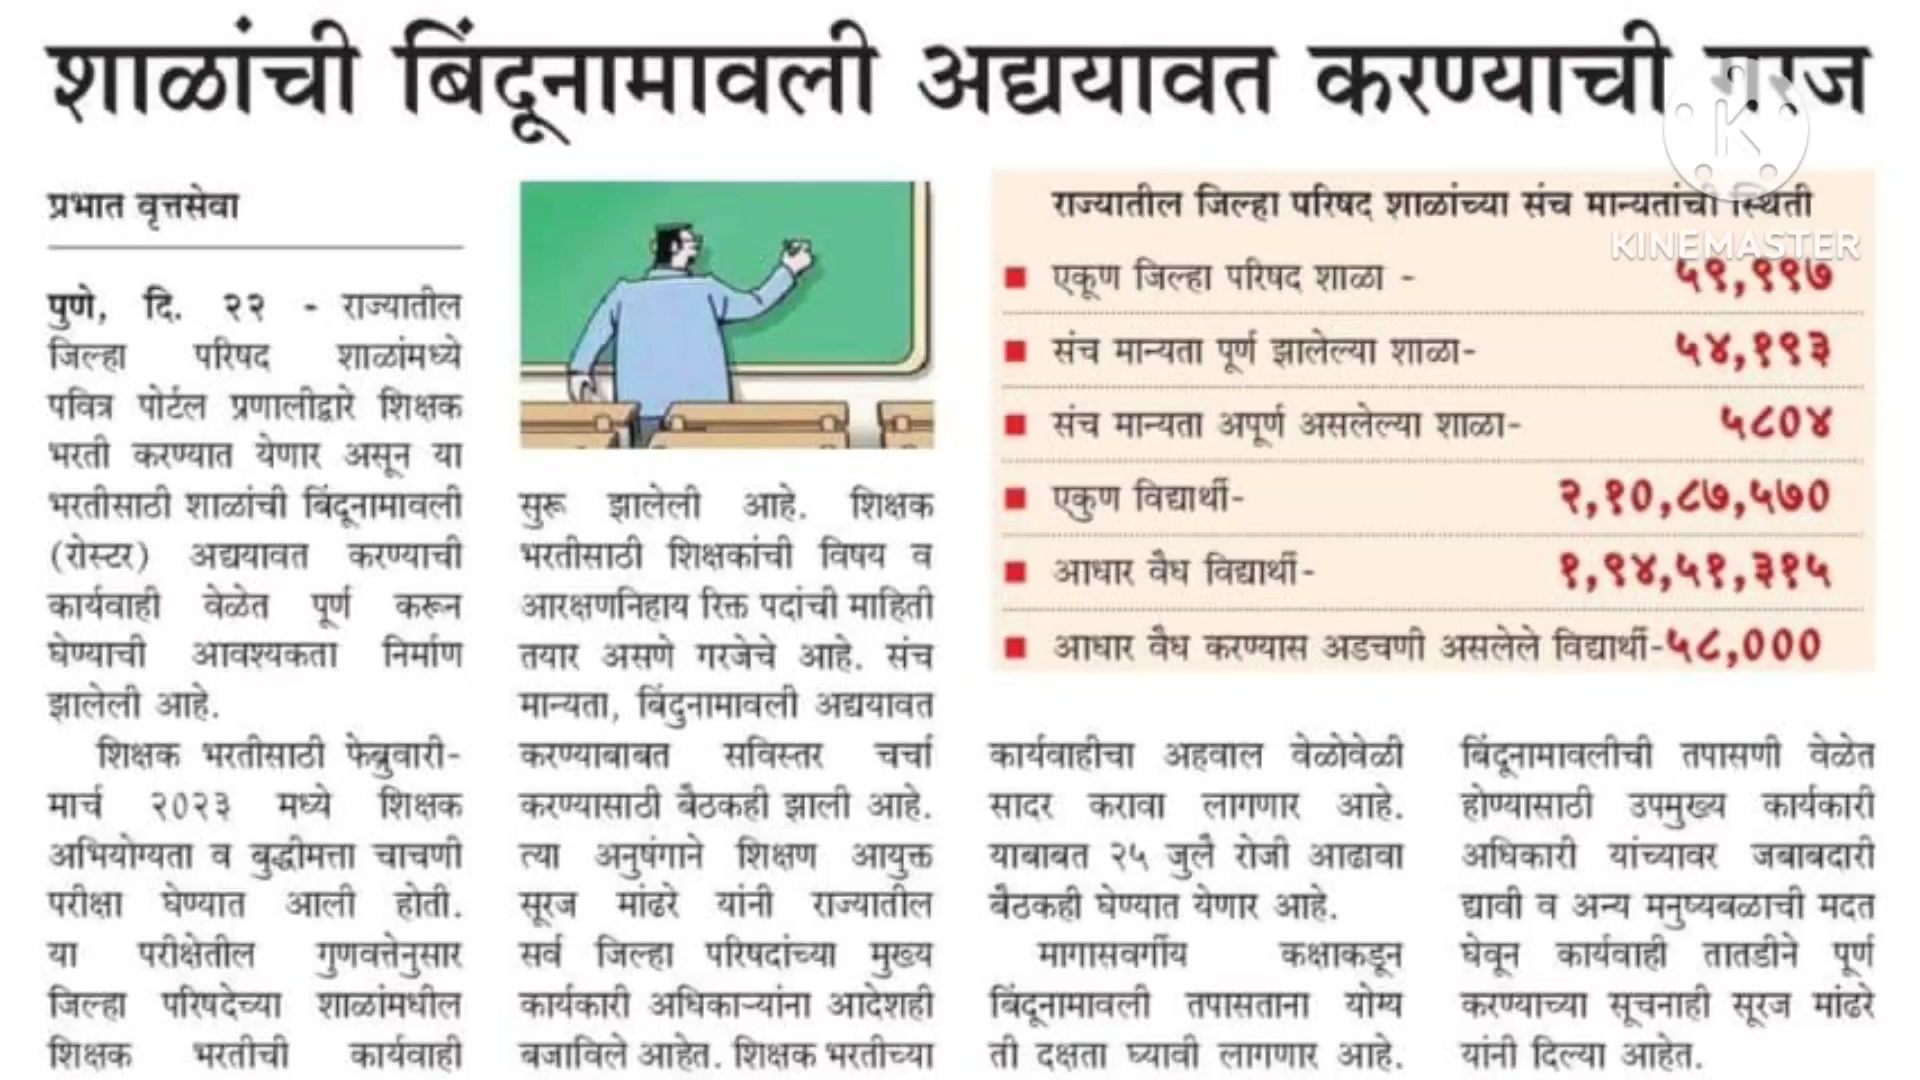 शाळांची बिंदूनामावली अद्ययावत करण्याची गरज
प्रभात वृत्तसेवा
पुणे, दि. २२ - राज्यातील
जिल्हा परिषद शाळांमध्ये
पवित्र पोर्टल प्रणालीद्वारे शिक्षक
भरती करण्यात येणार असून या
भरतीसाठी शाळांची बिंदूनामावली
(रोस्टर) अद्ययावत करण्याची
कार्यवाही वेळेत पूर्ण करून
घेण्याची आवश्यकता निर्माण
झालेली आहे.
शिक्षक भरतीसाठी फेब्रुवारी-
मार्च २०२३ मध्ये शिक्षक
अभियोग्यता व बुद्धीमत्ता चाचणी
परीक्षा घेण्यात आली होती.
या परीक्षेतील गुणवत्तेनुसार
जिल्हा परिषदेच्या शाळांमधील
शिक्षक भरतीची कार्यवाही
सुरू झालेली आहे. शिक्षक
भरतीसाठी शिक्षकांची विषय व
आरक्षणनिहाय रिक्त पदांची माहिती
तयार असणे गरजेचे आहे. संच
मान्यता, बिंदुनामावली अद्ययावत
करण्याबाबत सविस्तर चर्चा
करण्यासाठी बैठकही झाली आहे.
त्या अनुषंगाने शिक्षण आयुक्त
सूरज मांढरे यांनी राज्यातील
सर्व जिल्हा परिषदांच्या मुख्य
कार्यकारी अधिकाऱ्यांना आदेशही
बजाविले आहेत. शिक्षक भरतीच्या
राज्यातील जिल्हा परिषद शाळांच्या संच मान्यतांची स्थिती
KINEMASTER
एकूण जिल्हा परिषद शाळा - ५९,९९७
संच मान्यता पूर्ण झालेल्या शाळा- ५४,१९३
संच मान्यता अपूर्ण असलेल्या शाळा- ५८०४
एकुण विद्यार्थी- २,१०,८७,५७०
आधार वैध विद्यार्थी- १,९४,५१,३१५
आधार वैध करण्यास अडचणी असलेले विद्यार्थी-५८,०००
कार्यवाहीचा अहवाल वेळोवेळी
सादर करावा लागणार आहे.
याबाबत २५ जुलै रोजी आढावा
बैठकही घेण्यात येणार आहे.
मागासवर्गीय कक्षाकडून
बिंदूनामावली तपासताना योग्य
ती दक्षता घ्यावी लागणार आहे.
बिंदूनामावलीची तपासणी वेळेत
होण्यासाठी उपमुख्य कार्यकारी
अधिकारी यांच्यावर जबाबदारी
द्यावी व अन्य मनुष्यबळाची मदत
घेवून कार्यवाही तातडीने पूर्ण
करण्याच्या सूचनाही सूरज मांढरे
यांनी दिल्या आहेत.